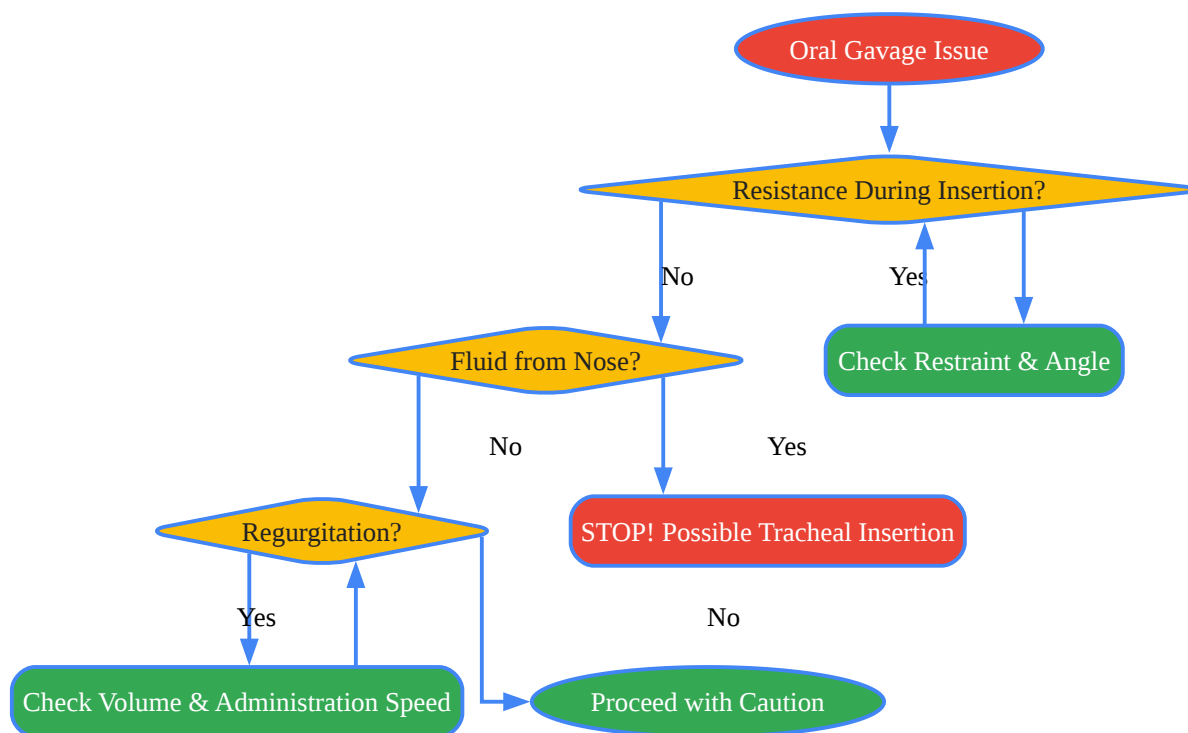 Oral Gavage Issue
Resistance During Insertion?
No
Yes
Fluid from Nose?
Check Restraint & Angle
No
Yes
Regurgitation?
STOP! Possible Tracheal Insertion
Yes
No
Check Volume & Administration Speed
Proceed with Caution